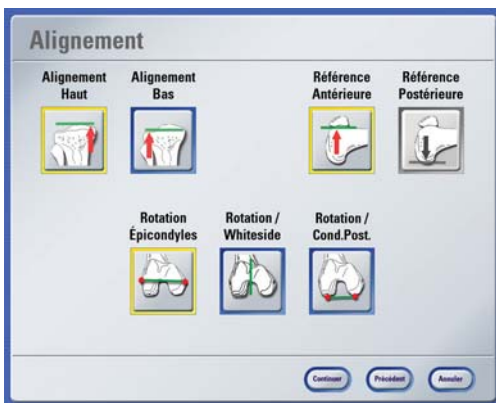 Alignement
Alignement
Haut
Alignement
Bas
Référence
Antérieure
Référence
Postérieure
Rotation
Épicondyles
Rotation /
Whiteside
Rotation /
Cond.Post.
Continuer
Précédent
Annuler